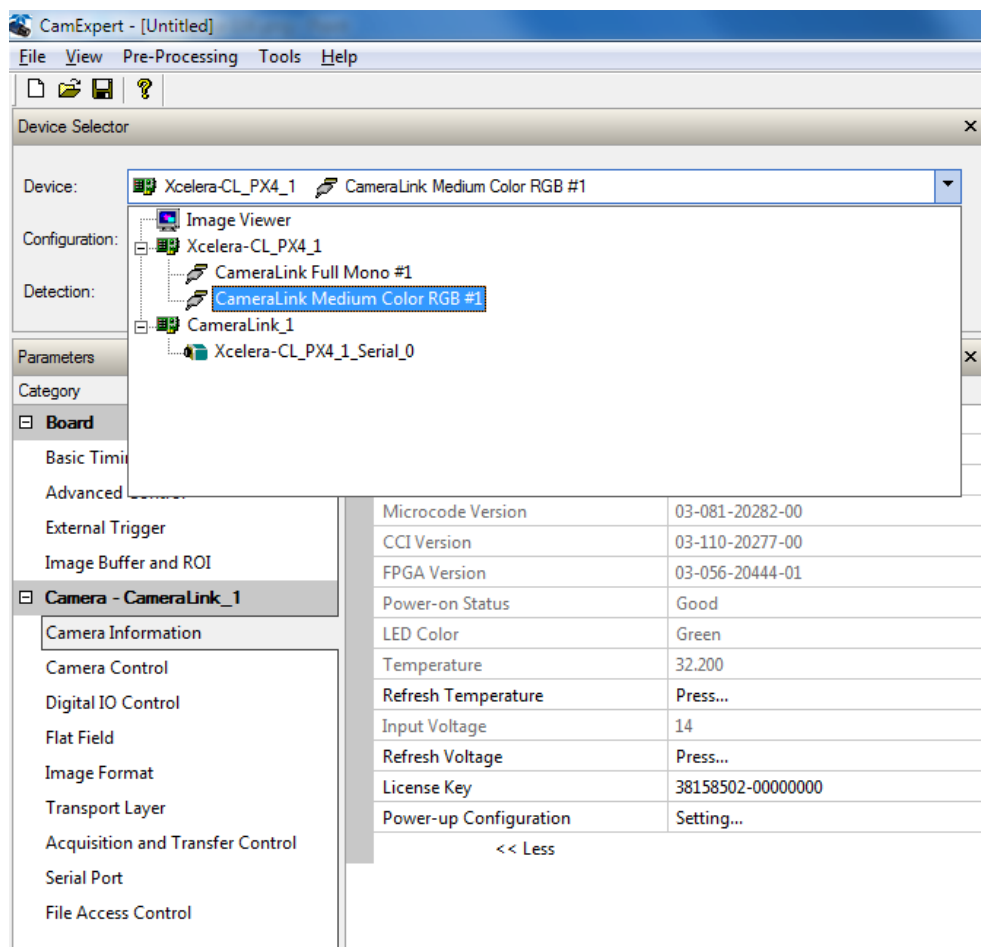 CamExpert - [Untitled]
File View Pre-Processing Tools Help
Device Selector
Device: Xcelera-CL_PX4_1 CameraLink Medium Color RGB #1
Image Viewer
Configuration:
Xcelera-CL_PX4_1
CameraLink Full Mono #1
Detection:
CameraLink Medium Color RGB #1
CameraLink_1
Xcelera-CL_PX4_1_Serial_0
Parameters
Category
Board
Basic
Advanced
External Trigger
Image Buffer and ROI
Camera - CameraLink_1
Camera Information
Camera Control
Digital IO Control
Flat Field
Image Format
Transport Layer
Acquisition and Transfer Control
Serial Port
File Access Control
Microcode Version 03-081-20282-00
CCI Version 03-110-20277-00
FPGA Version 03-056-20444-01
Power-on Status Good
LED Color Green
Temperature 32.200
Refresh Temperature Press...
Input Voltage 14
Refresh Voltage Press...
License Key 38158502-00000000
Power-up Configuration Setting...
<< Less